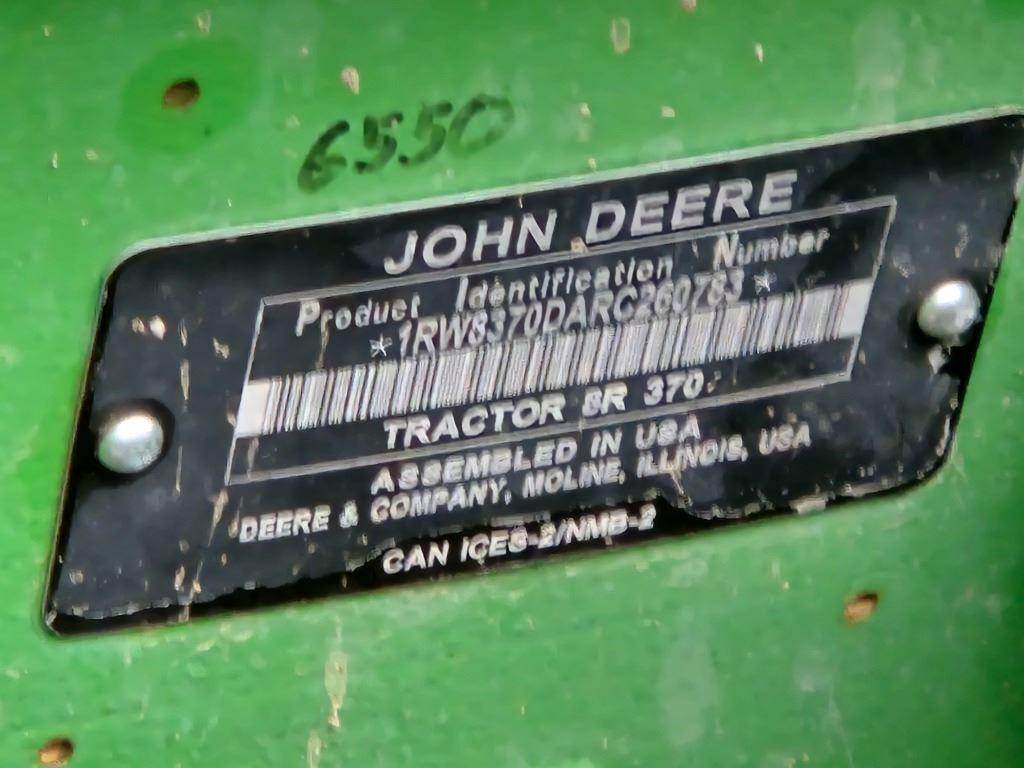 6550
JOHN DEERE
Product Identification Number
*1RW8370DARC260783*
TRACTOR 8R 370
ASSEMBLED IN USA
DEERE & COMPANY, MOLINE, ILLINOIS, USA
CAN ICES-2/NMB-2